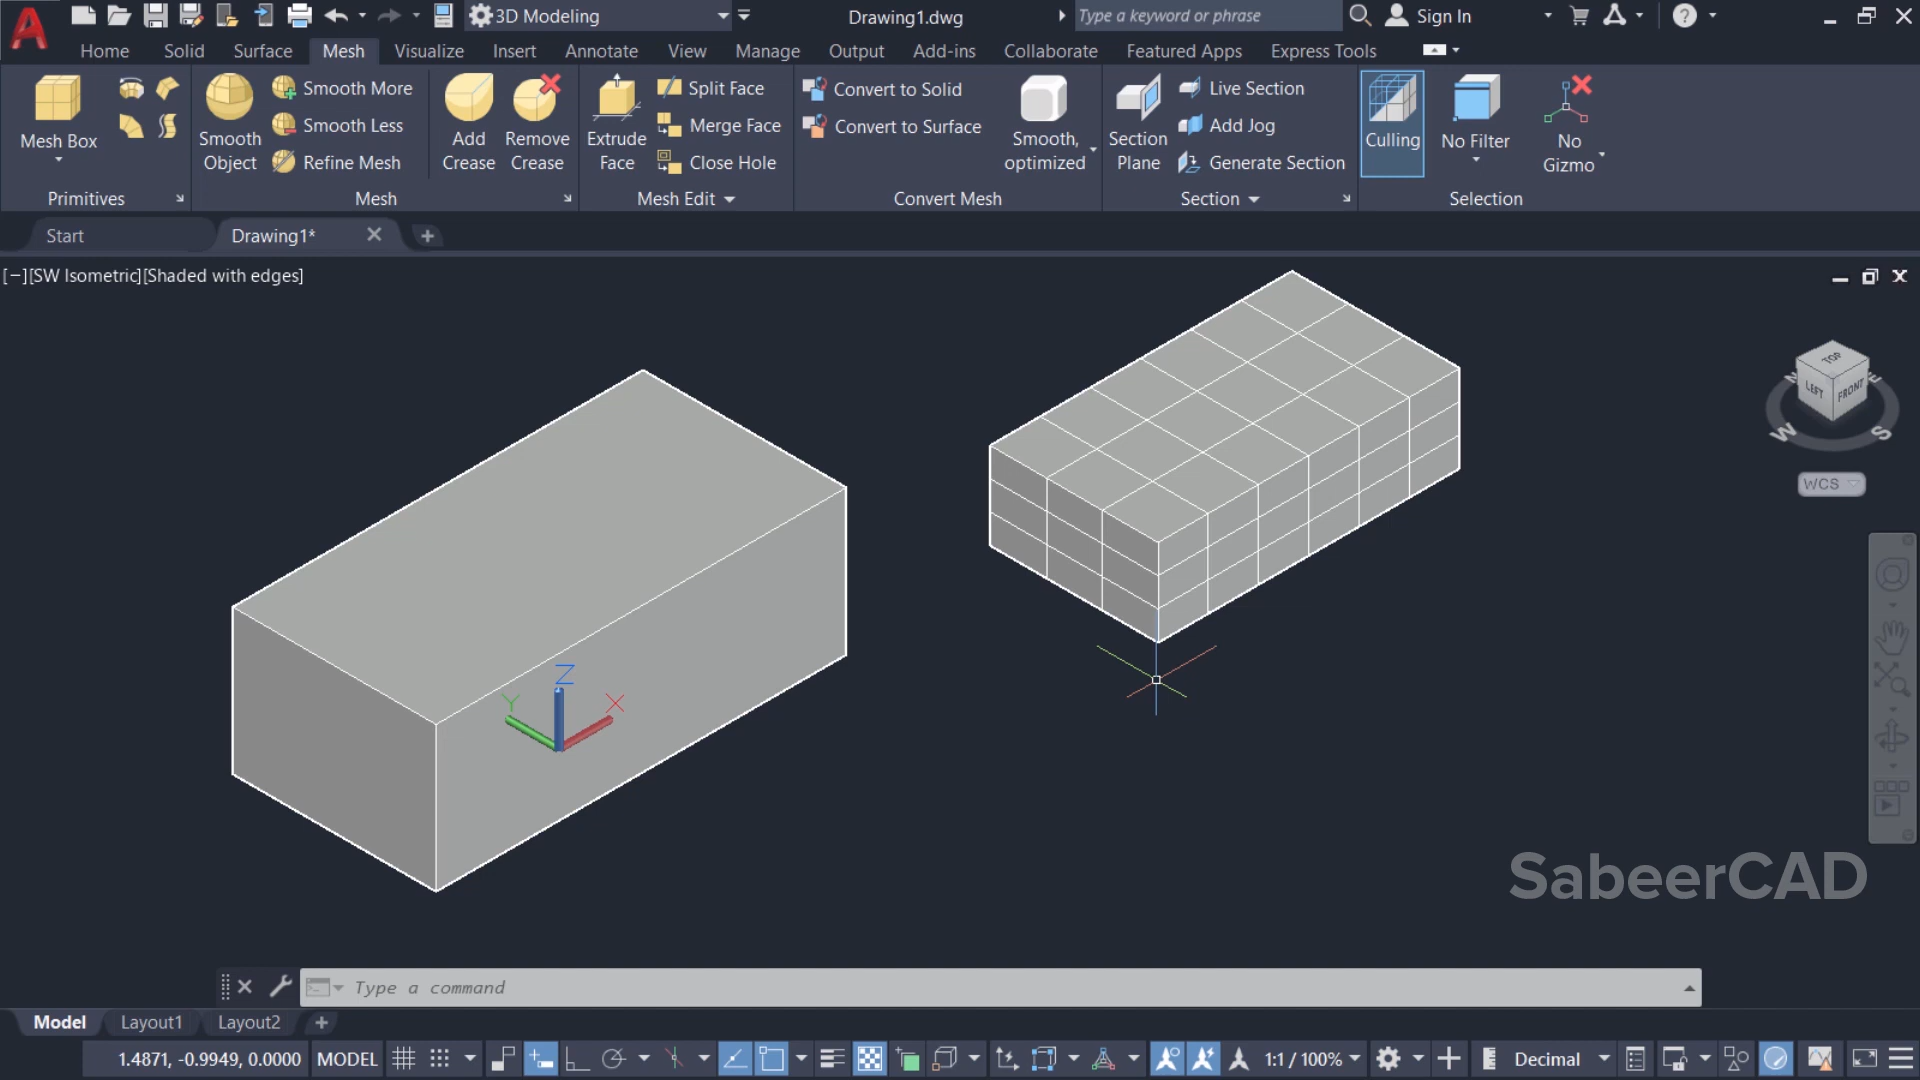 3D Modeling
Drawing1.dwg
Type a keyword or phrase
Sign In
Home Solid Surface Mesh Visualize Insert Annotate View Manage Output Add-ins Collaborate Featured Apps Express Tools
Mesh Box
Primitives
Smooth Object
Smooth More
Smooth Less
Refine Mesh
Add Crease
Remove Crease
Mesh
Extrude Face
Split Face
Merge Face
Close Hole
Mesh Edit
Convert to Solid
Convert to Surface
Smooth, optimized
Convert Mesh
Section Plane
Live Section
Add Jog
Generate Section
Section
Culling
No Filter
No Gizmo
Selection
Start
Drawing1*
[−][SW Isometric][Shaded with edges]
TOP
LEFT
FRONT
N
E
W
S
WCS
Z
Y
X
SabeerCAD
Type a command
Model Layout1 Layout2
1.4871, -0.9949, 0.0000 MODEL 1:1 / 100% Decimal